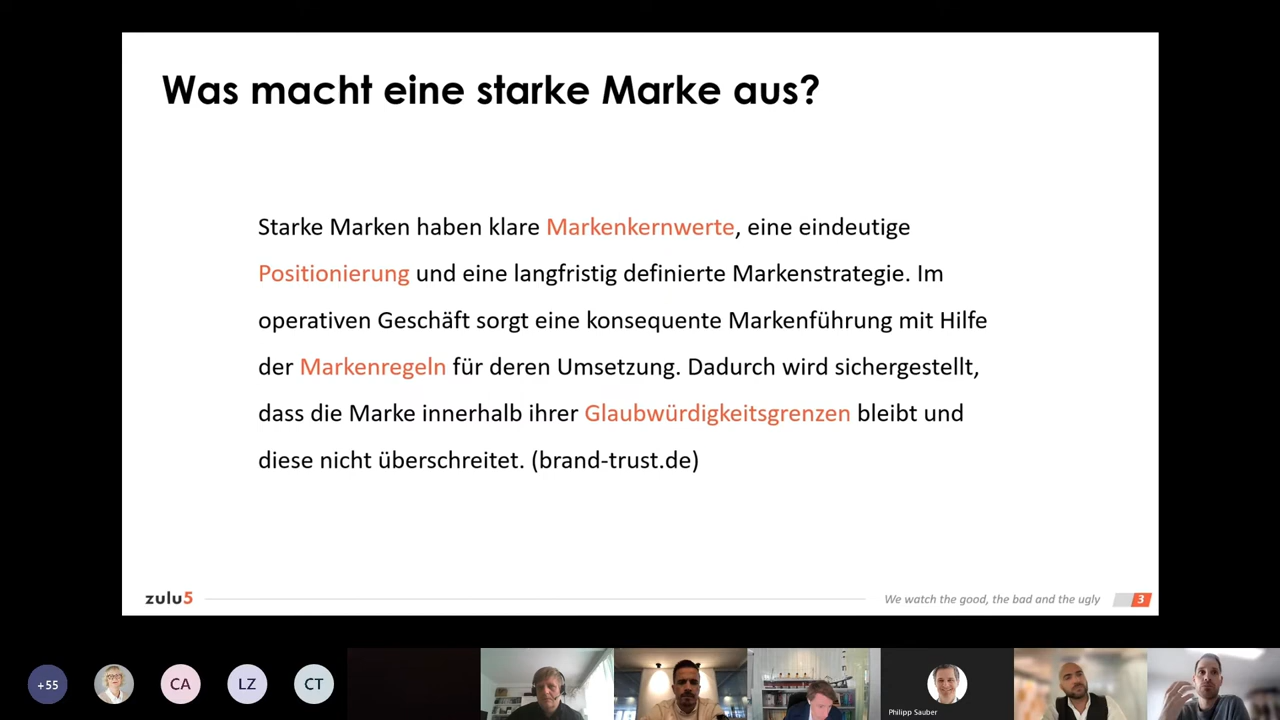 Was macht eine starke Marke aus?
Starke Marken haben klare Markenkernwerte, eine eindeutige
Positionierung und eine langfristig definierte Markenstrategie. Im
operativen Geschäft sorgt eine konsequente Markenführung mit Hilfe
der Markenregeln für deren Umsetzung. Dadurch wird sichergestellt,
dass die Marke innerhalb ihrer Glaubwürdigkeitsgrenzen bleibt und
diese nicht überschreitet. (brand-trust.de)
zulu5
We watch the good, the bad and the ugly
3
+55
CA
LZ
CT
Philipp Sauber